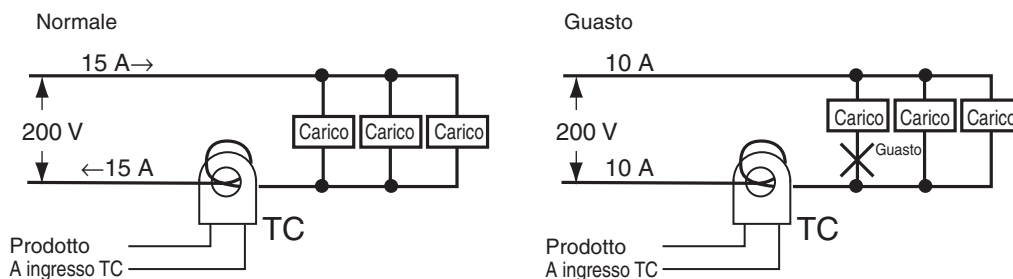 Normale
15 A→
200 V
←15 A
Carico Carico Carico
TC
Prodotto
A ingresso TC
Guasto
10 A
200 V
10 A
Carico Carico Carico
Guasto
TC
Prodotto
A ingresso TC